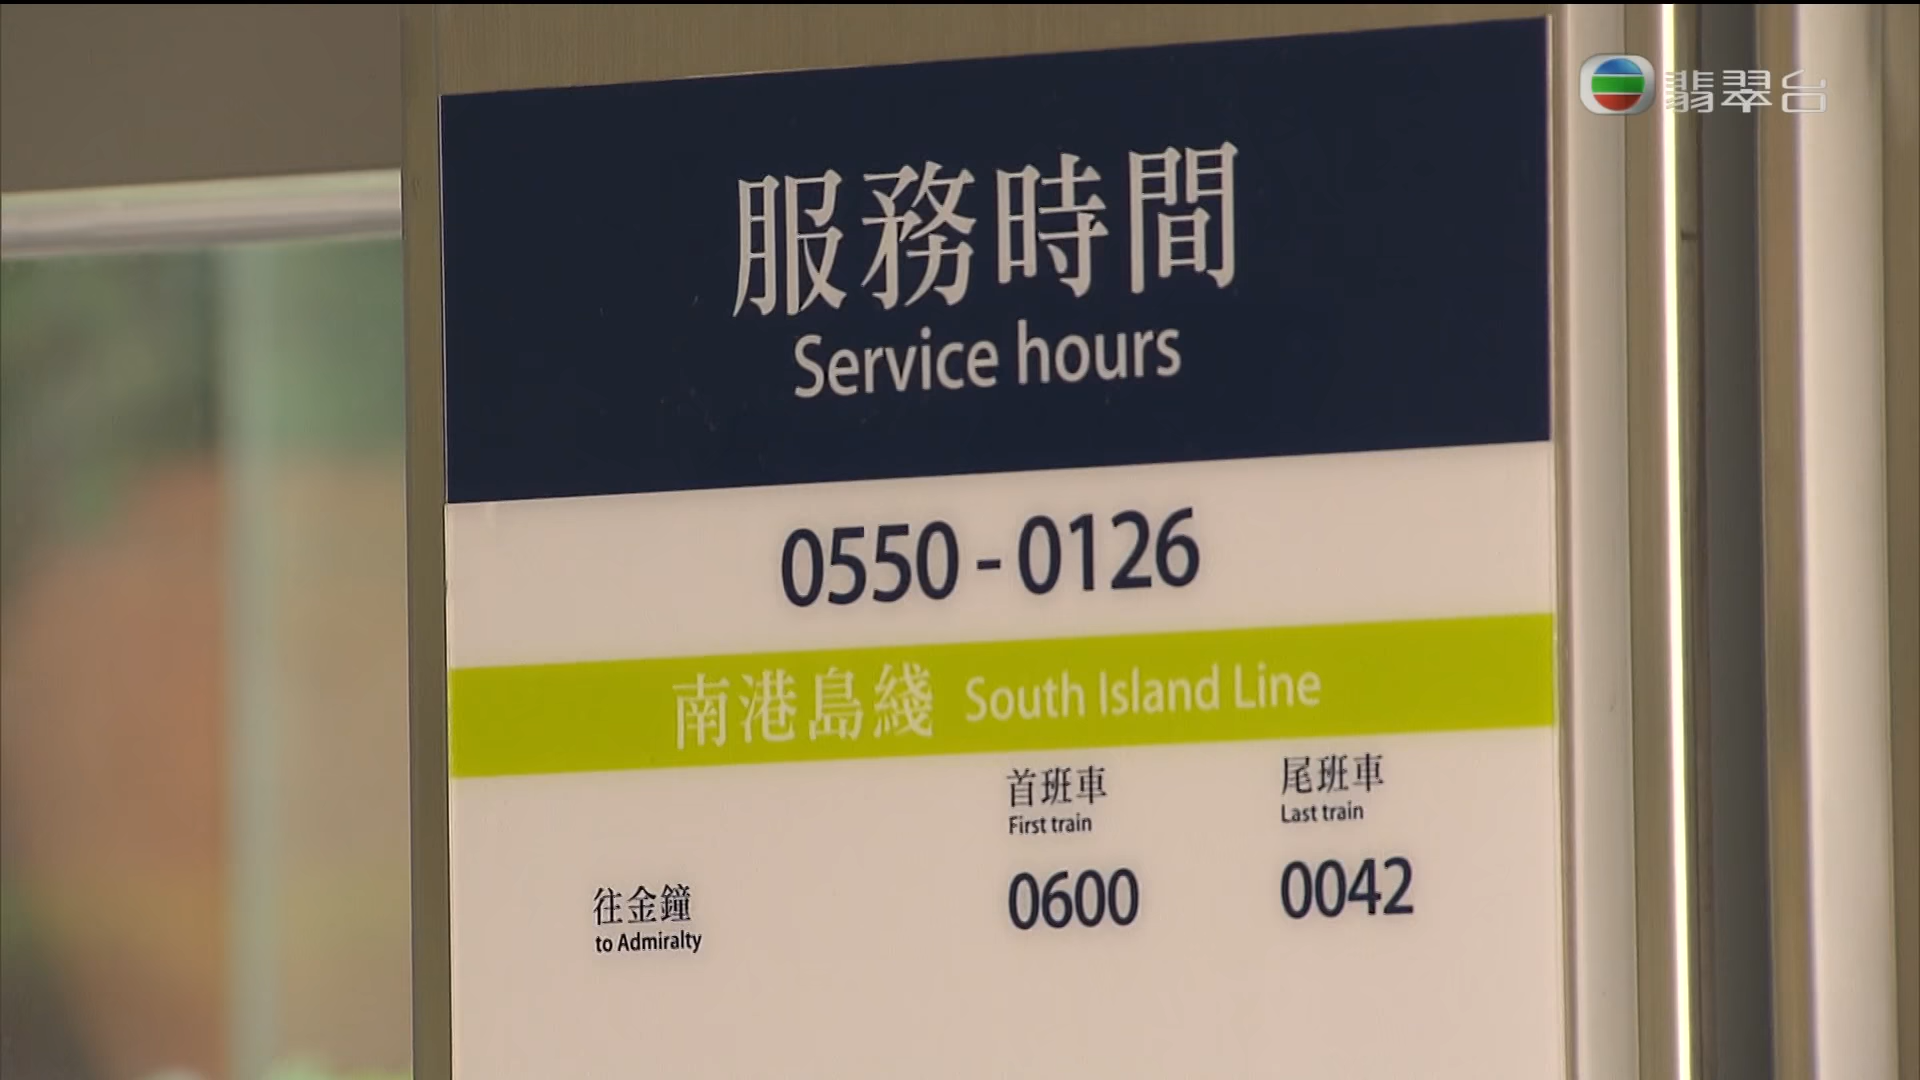 翡翠台
服務時間
Service hours
0550 - 0126
南港島綫 South Island Line
首班車 尾班車
First train Last train
往金鐘 0600 0042
to Admiralty